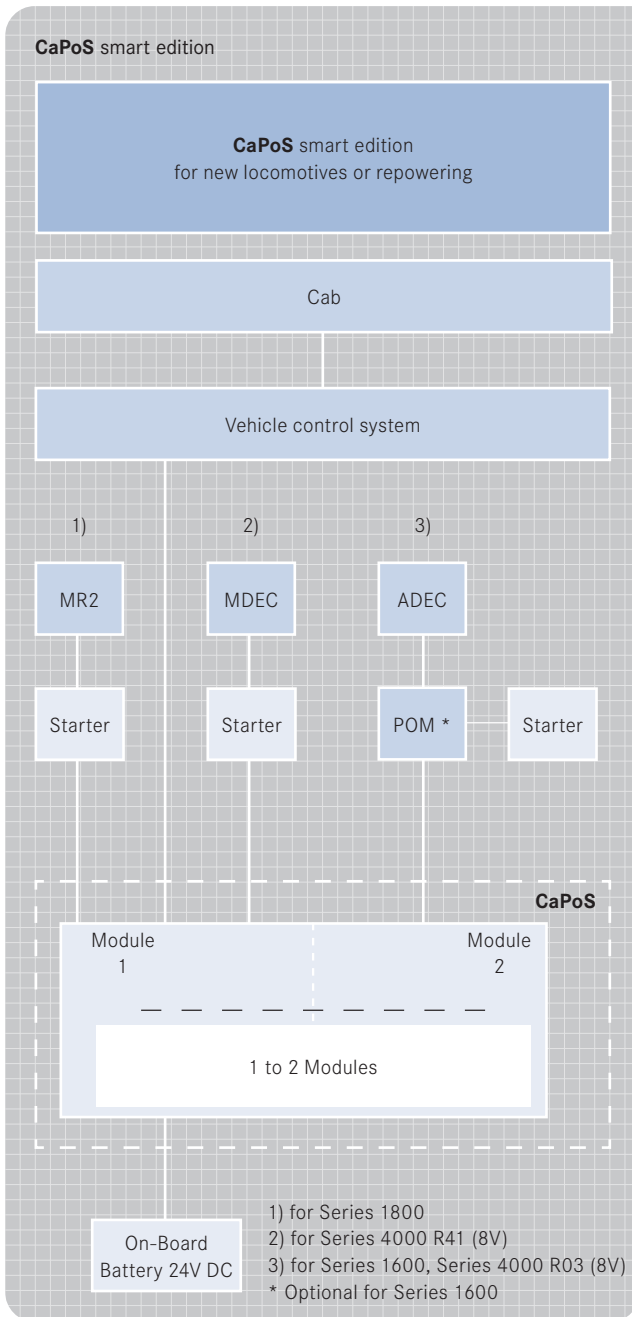 CaPoS smart edition
CaPoS smart edition
for new locomotives or repowering
Cab
Vehicle control system
1) 2) 3)
MR2 MDEC ADEC
Starter Starter POM * Starter
CaPoS
Module Module
1 2
1 to 2 Modules
On-Board
Battery 24V DC
1) for Series 1800
2) for Series 4000 R41 (8V)
3) for Series 1600, Series 4000 R03 (8V)
* Optional for Series 1600